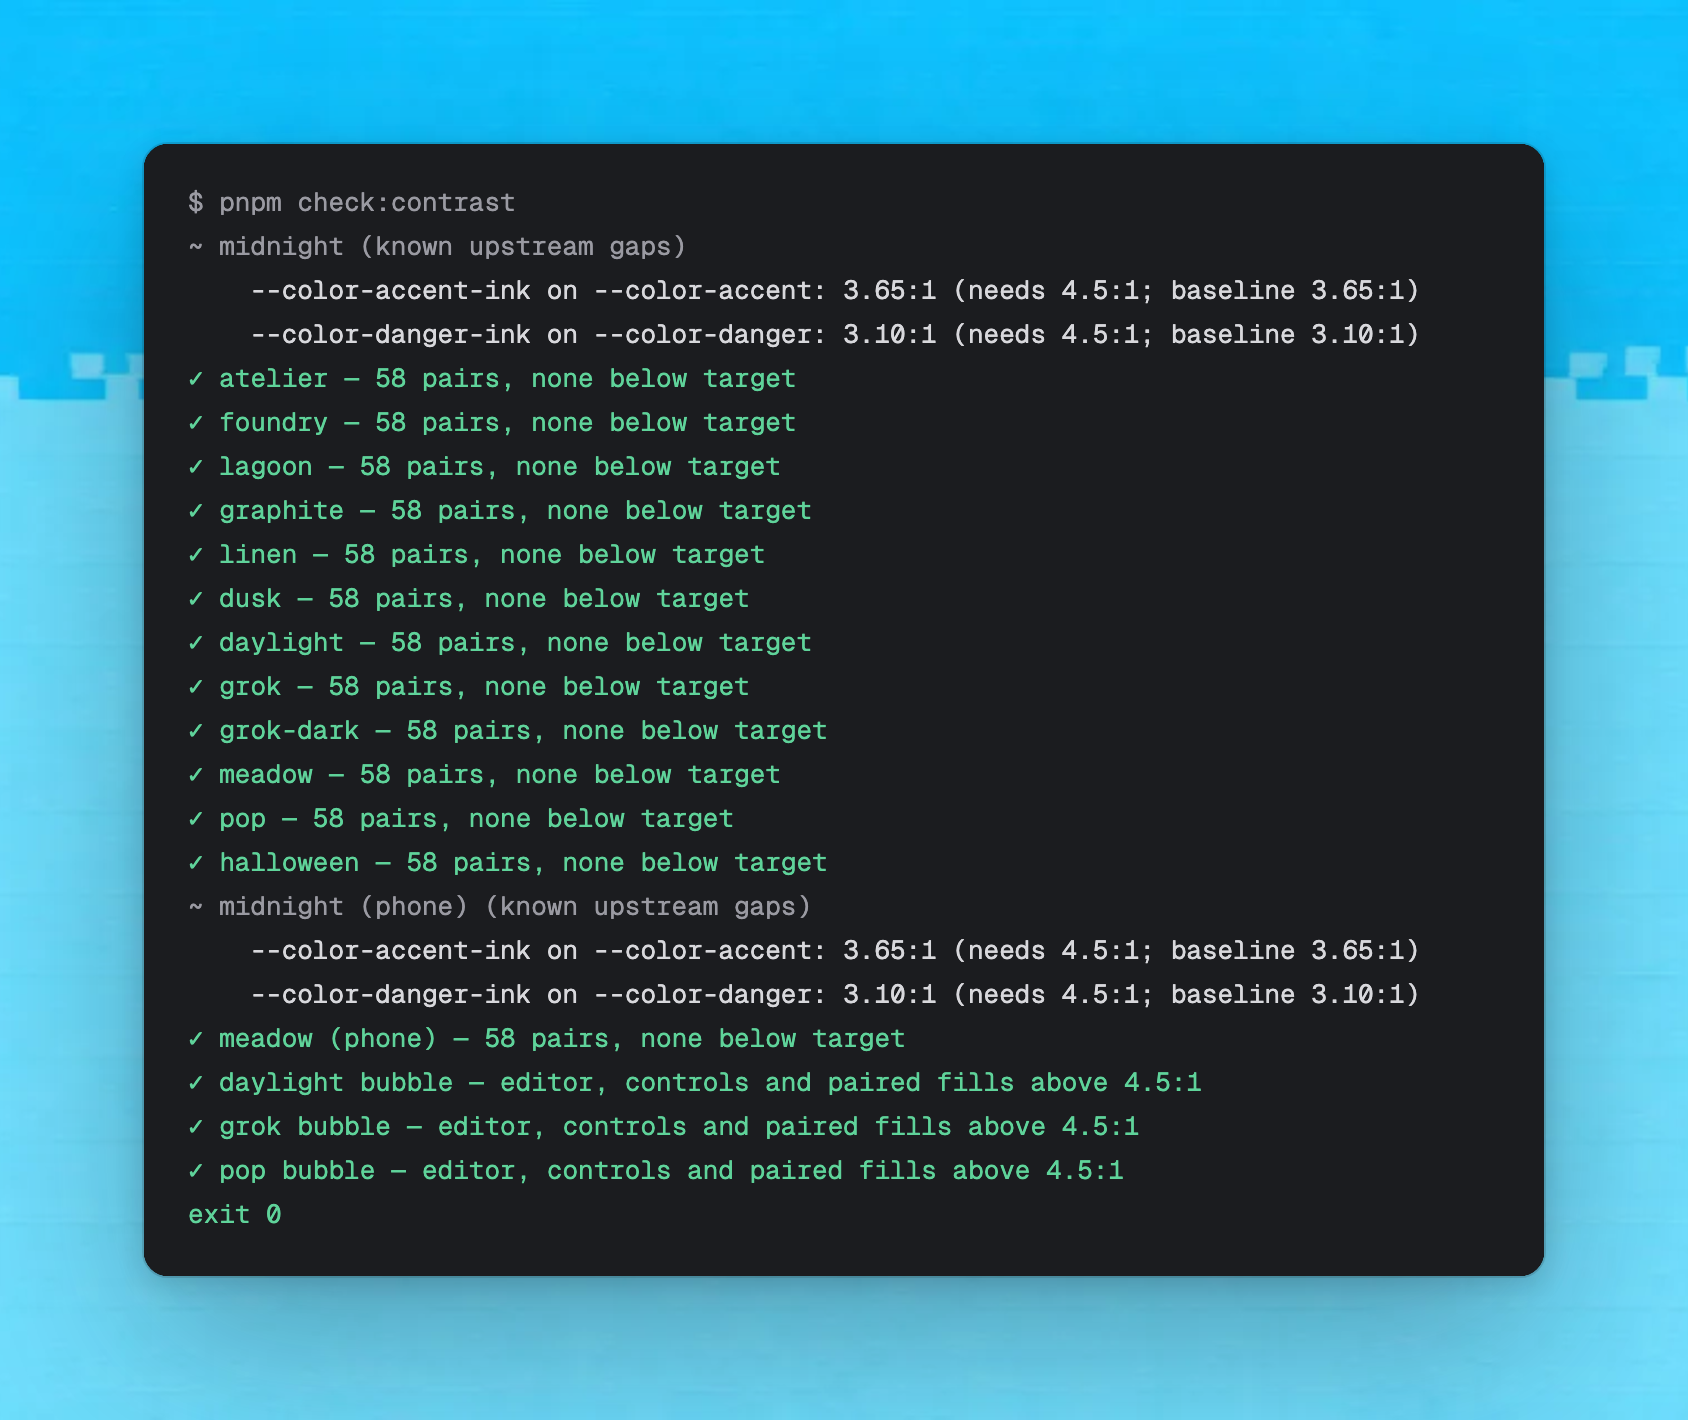 $ pnpm check:contrast
~ midnight (known upstream gaps)
    --color-accent-ink on --color-accent: 3.65:1 (needs 4.5:1; baseline 3.65:1)
    --color-danger-ink on --color-danger: 3.10:1 (needs 4.5:1; baseline 3.10:1)
✓ atelier — 58 pairs, none below target
✓ foundry — 58 pairs, none below target
✓ lagoon — 58 pairs, none below target
✓ graphite — 58 pairs, none below target
✓ linen — 58 pairs, none below target
✓ dusk — 58 pairs, none below target
✓ daylight — 58 pairs, none below target
✓ grok — 58 pairs, none below target
✓ grok-dark — 58 pairs, none below target
✓ meadow — 58 pairs, none below target
✓ pop — 58 pairs, none below target
✓ halloween — 58 pairs, none below target
~ midnight (phone) (known upstream gaps)
    --color-accent-ink on --color-accent: 3.65:1 (needs 4.5:1; baseline 3.65:1)
    --color-danger-ink on --color-danger: 3.10:1 (needs 4.5:1; baseline 3.10:1)
✓ meadow (phone) — 58 pairs, none below target
✓ daylight bubble — editor, controls and paired fills above 4.5:1
✓ grok bubble — editor, controls and paired fills above 4.5:1
✓ pop bubble — editor, controls and paired fills above 4.5:1
exit 0